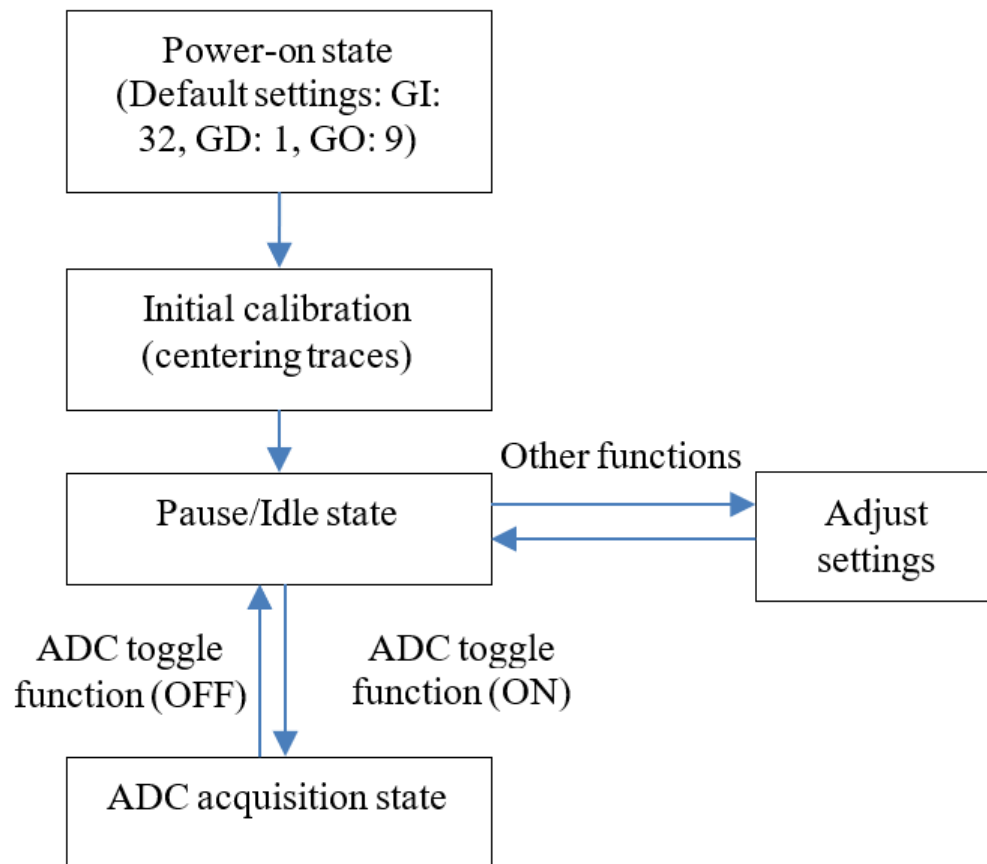 Power-on state
(Default settings: GI:
32, GD: 1, GO: 9)
Initial calibration
(centering traces)
Other functions
Pause/Idle state
Adjust
settings
ADC toggle
function (OFF)
ADC toggle
function (ON)
ADC acquisition state